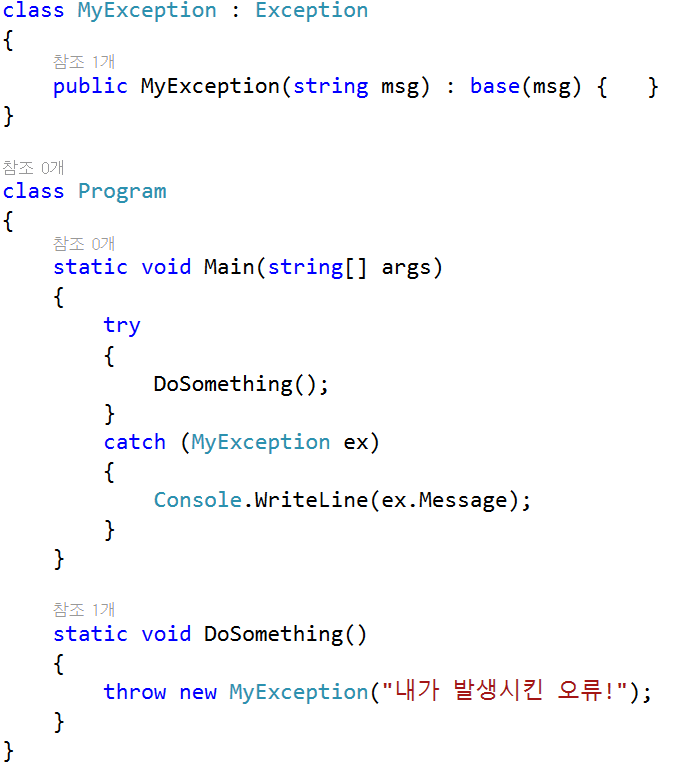 class MyException : Exception
{
참조 1개
public MyException(string msg) : base(msg) {   }
}
참조 0개
class Program
{
참조 0개
static void Main(string[] args)
{
try
{
DoSomething();
}
catch (MyException ex)
{
Console.WriteLine(ex.Message);
}
}
참조 1개
static void DoSomething()
{
throw new MyException("내가 발생시킨 오류!");
}
}